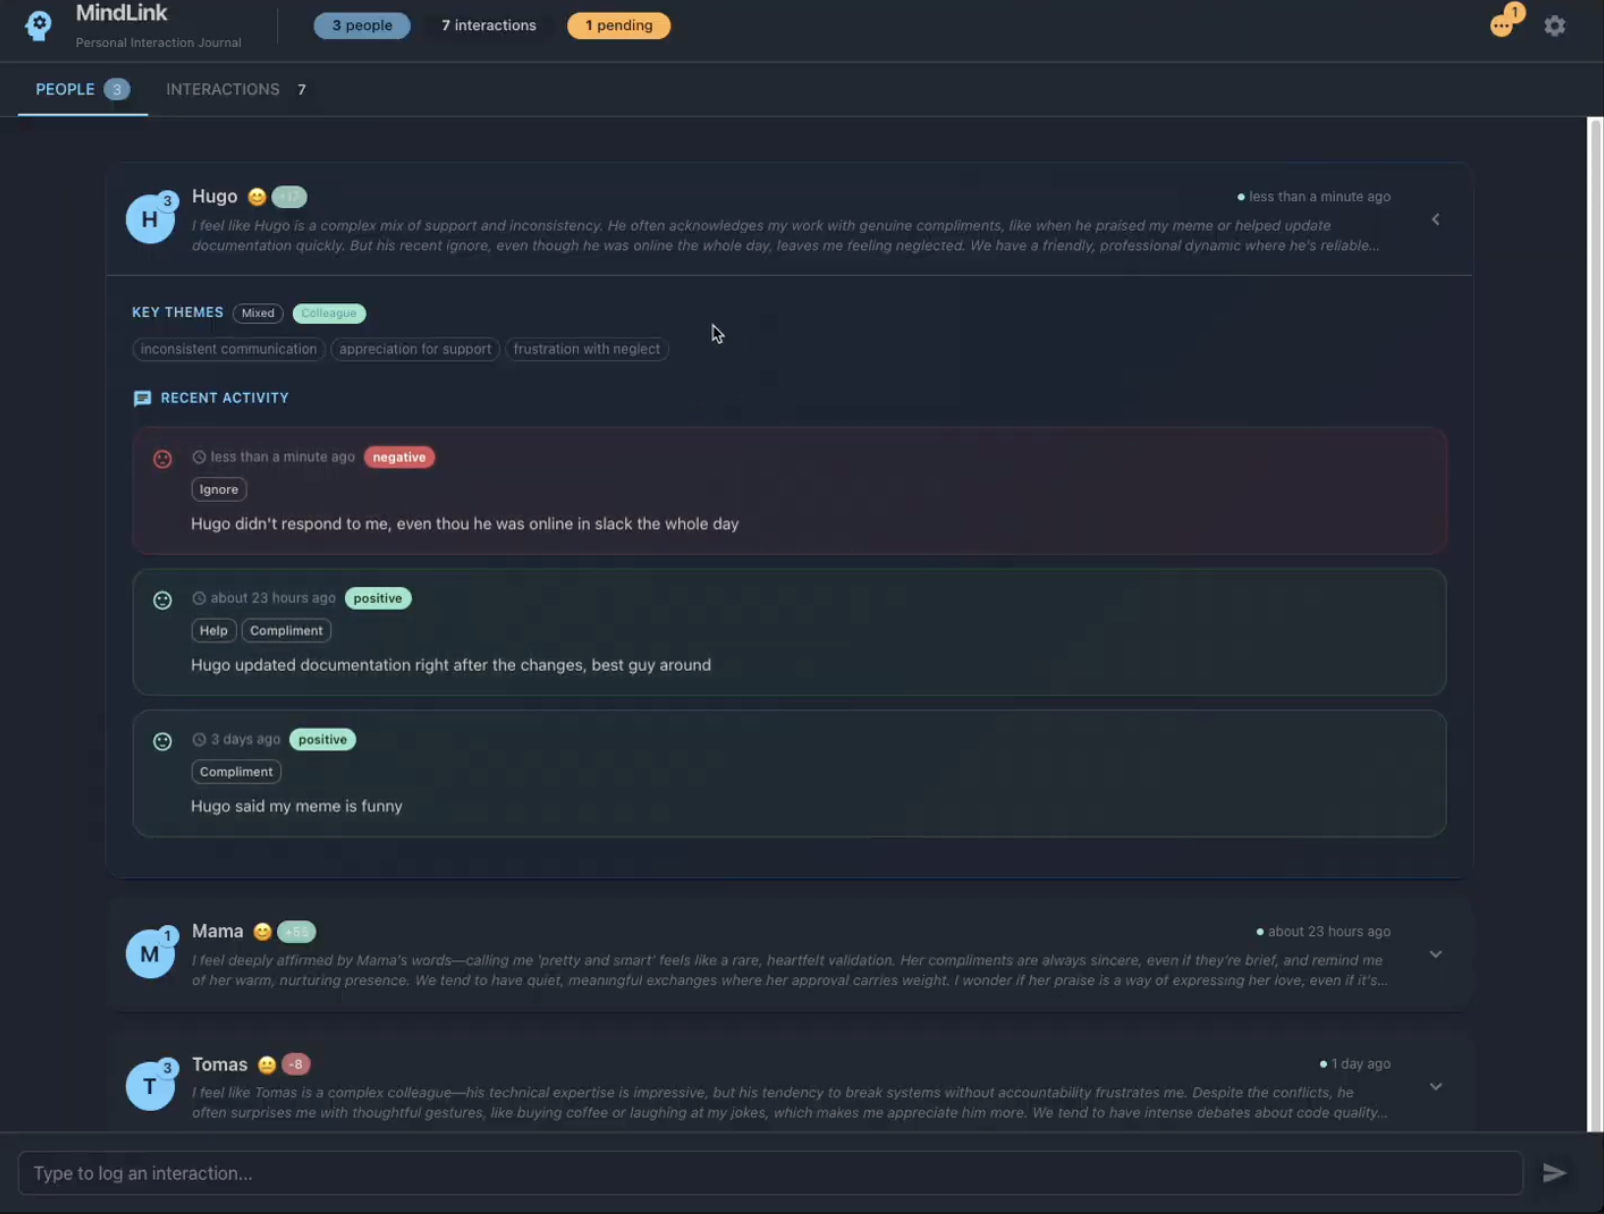 MindLink
Personal Interaction Journal
3 people
7 interactions
1 pending
1
PEOPLE 3
INTERACTIONS 7
H
3
Hugo
less than a minute ago
I feel like Hugo is a complex mix of support and inconsistency. He often acknowledges my work with genuine compliments, like when he praised my meme or helped update
documentation quickly. But his recent ignore, even though he was online the whole day, leaves me feeling neglected. We have a friendly, professional dynamic where he's reliable...
KEY THEMES Mixed Colleague
inconsistent communication appreciation for support frustration with neglect
RECENT ACTIVITY
less than a minute ago negative
Ignore
Hugo didn't respond to me, even thou he was online in slack the whole day
about 23 hours ago positive
Help Compliment
Hugo updated documentation right after the changes, best guy around
3 days ago positive
Compliment
Hugo said my meme is funny
M
1
Mama +55
about 23 hours ago
I feel deeply affirmed by Mama's words—calling me 'pretty and smart' feels like a rare, heartfelt validation. Her compliments are always sincere, even if they're brief, and remind me
of her warm, nurturing presence. We tend to have quiet, meaningful exchanges where her approval carries weight. I wonder if her praise is a way of expressing her love, even if it's...
T
3
Tomas -8
1 day ago
I feel like Tomas is a complex colleague—his technical expertise is impressive, but his tendency to break systems without accountability frustrates me. Despite the conflicts, he
often surprises me with thoughtful gestures, like buying coffee or laughing at my jokes, which makes me appreciate him more. We tend to have intense debates about code quality...
Type to log an interaction...